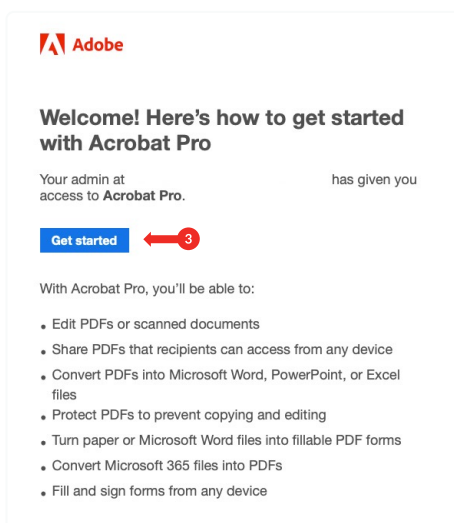 Adobe
Welcome! Here's how to get started
with Acrobat Pro
Your admin at has given you
access to Acrobat Pro.
Get started
3
With Acrobat Pro, you'll be able to:
• Edit PDFs or scanned documents
• Share PDFs that recipients can access from any device
• Convert PDFs into Microsoft Word, PowerPoint, or Excel
files
• Protect PDFs to prevent copying and editing
• Turn paper or Microsoft Word files into fillable PDF forms
• Convert Microsoft 365 files into PDFs
• Fill and sign forms from any device